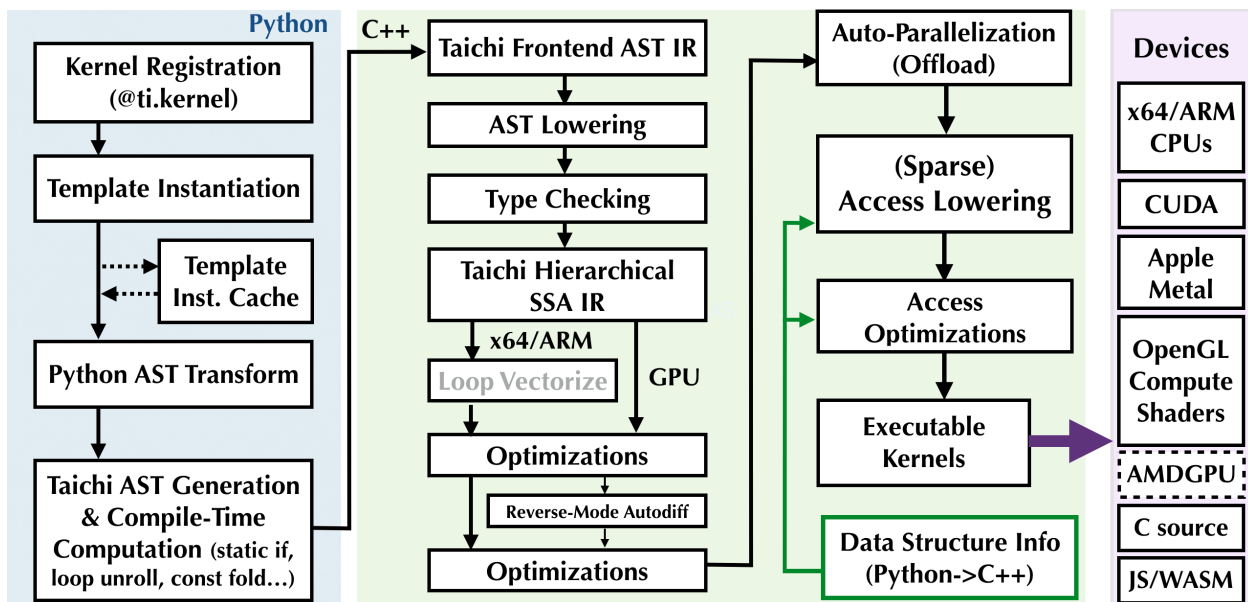 Python
Kernel Registration
(@ti.kernel)
Template Instantiation
Template
Inst. Cache
Python AST Transform
Taichi AST Generation
& Compile-Time
Computation (static if,
loop unroll, const fold...)
C++
Taichi Frontend AST IR
AST Lowering
Type Checking
Taichi Hierarchical
SSA IR
x64/ARM
Loop Vectorize
GPU
Optimizations
Reverse-Mode Autodiff
Optimizations
Auto-Parallelization
(Offload)
(Sparse)
Access Lowering
Access
Optimizations
Executable
Kernels
Data Structure Info
(Python->C++)
Devices
x64/ARM
CPUs
CUDA
Apple
Metal
OpenGL
Compute
Shaders
AMDGPU
C source
JS/WASM